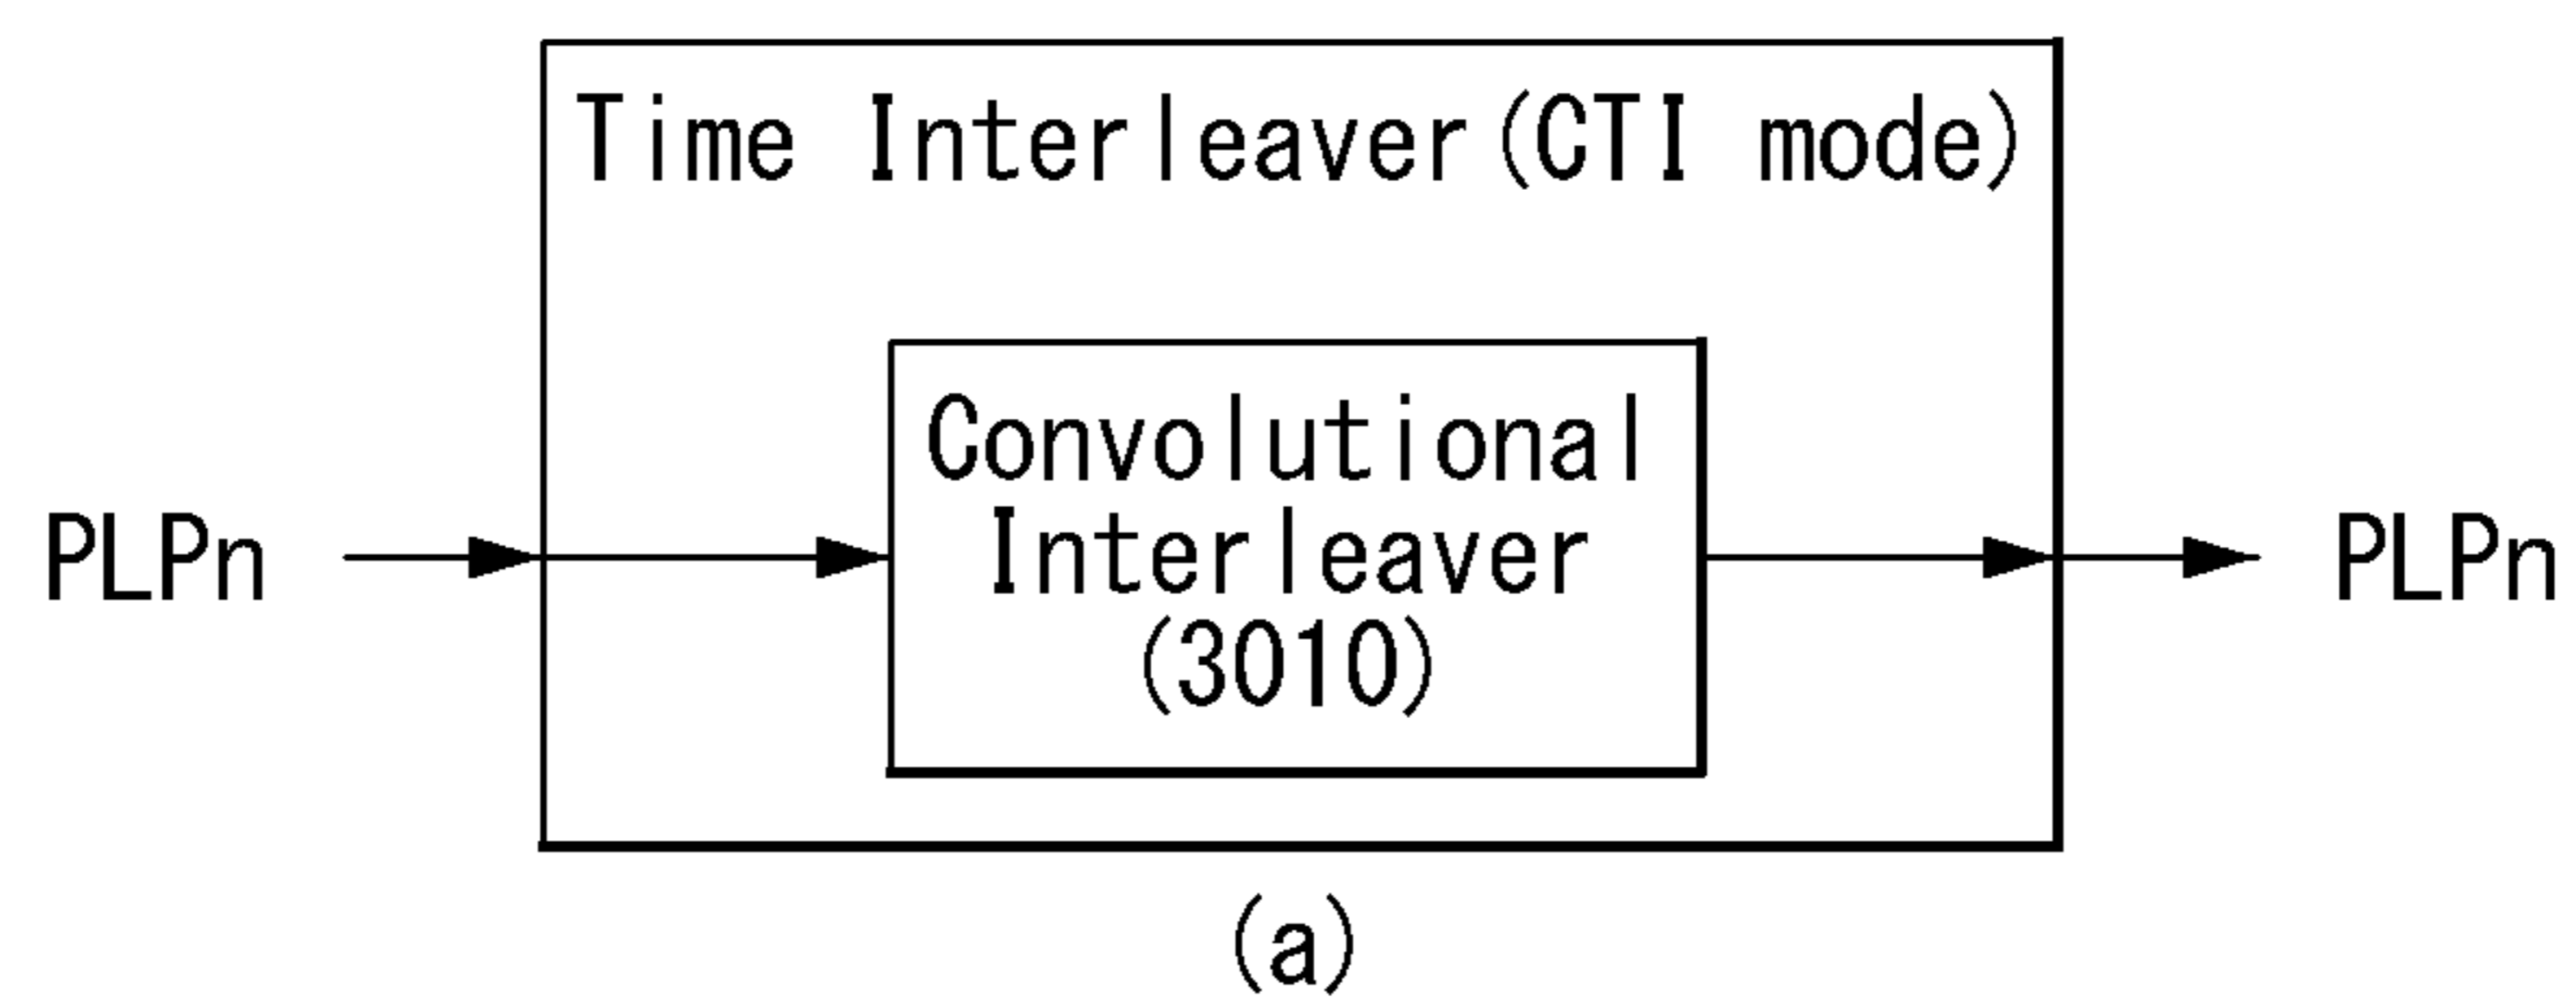 Time Interleaver(CTI mode)
Convolutional
Interleaver
(3010)
PLPn
PLPn
(a)